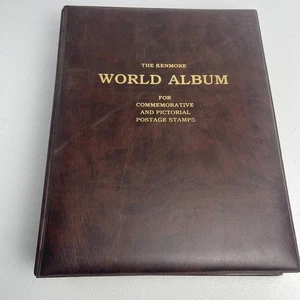 THE KENMORE
WORLD ALBUM
FOR
COMMEMORATIVE
AND PICTORIAL
POSTAGE STAMPS